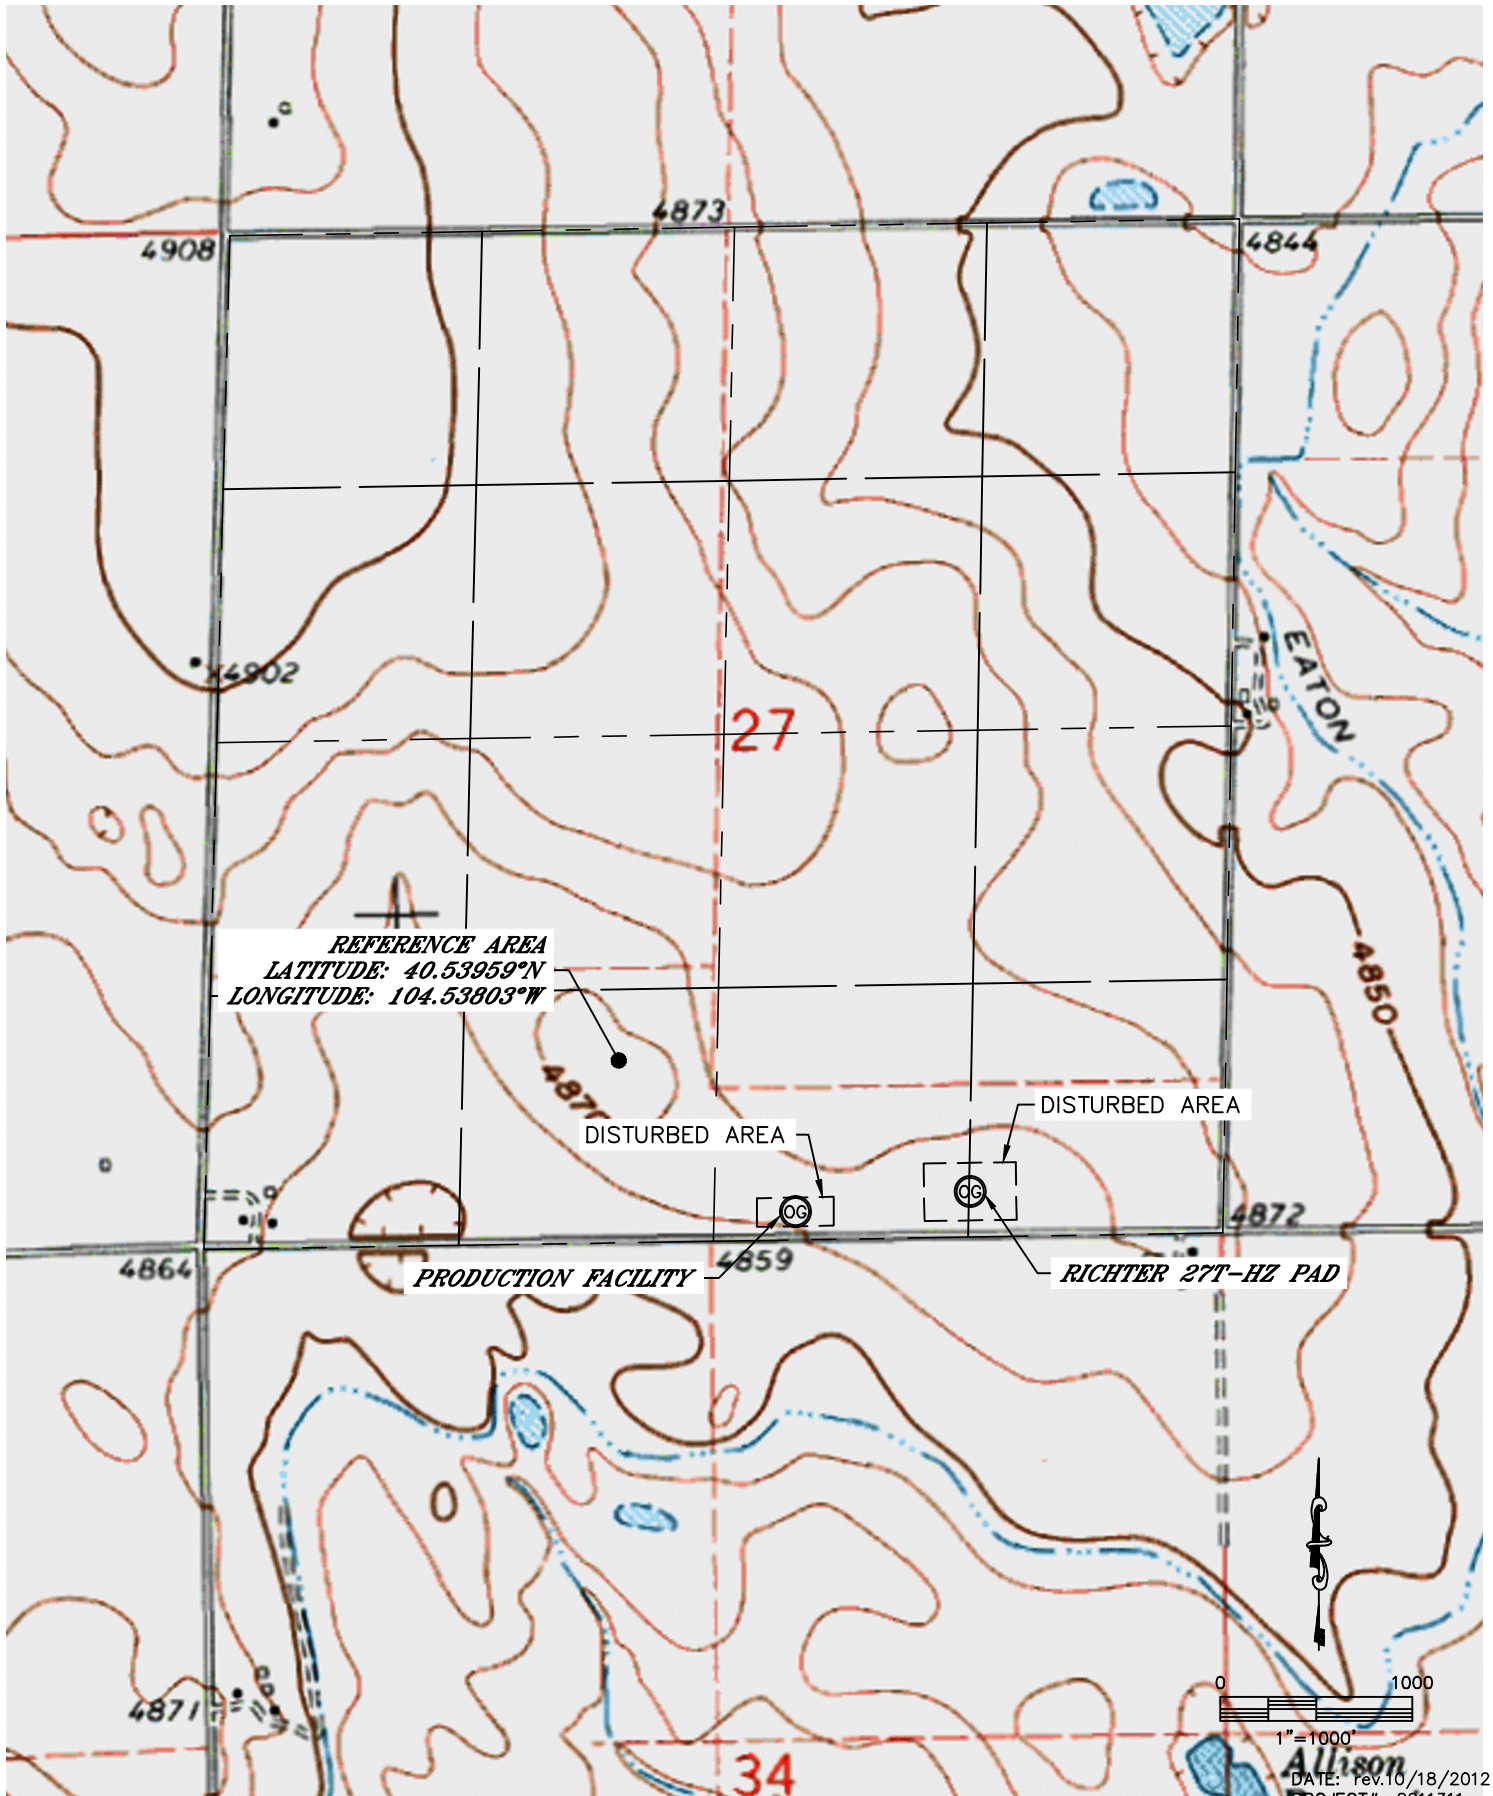 4873
4908
4844
4902
EATON
27
REFERENCE AREA
LATITUDE: 40.53959°N
LONGITUDE: 104.53803°W
4850
4870
DISTURBED AREA
DISTURBED AREA
OG
OG
4872
4864
PRODUCTION FACILITY
4859
RICHTER 27T-HZ PAD
0 1000
1"=1000'
4871
34
Allison
DATE: rev.10/18/2012